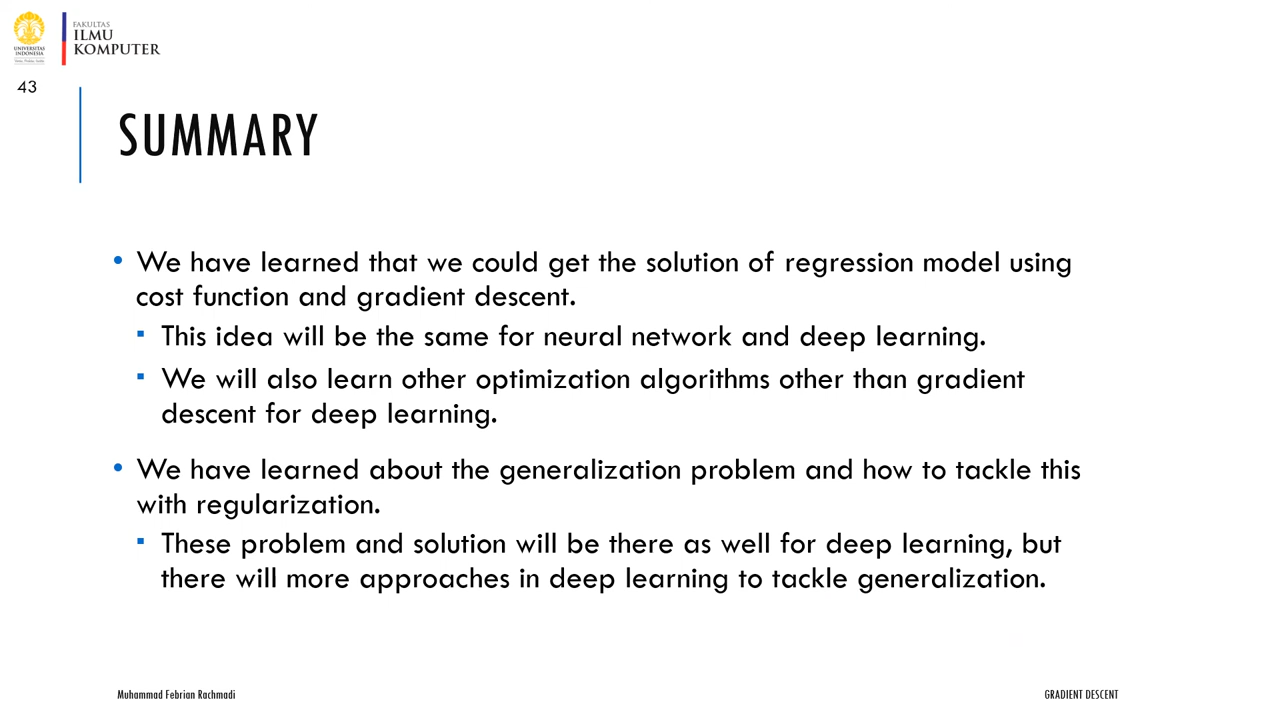 UNIVERSITAS
INDONESIA
FAKULTAS
ILMU
KOMPUTER
43
SUMMARY
• We have learned that we could get the solution of regression model using
cost function and gradient descent.
▪ This idea will be the same for neural network and deep learning.
▪ We will also learn other optimization algorithms other than gradient
descent for deep learning.
• We have learned about the generalization problem and how to tackle this
with regularization.
▪ These problem and solution will be there as well for deep learning, but
there will more approaches in deep learning to tackle generalization.
Muhammad Febrian Rachmadi
GRADIENT DESCENT